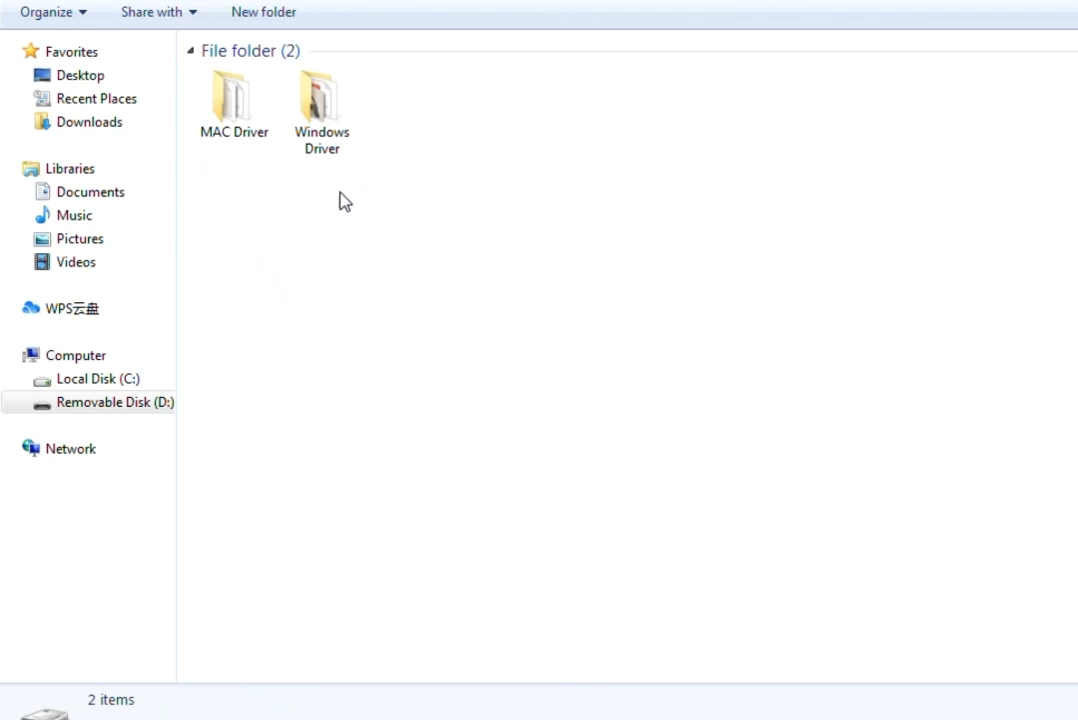 Organize
Share with
New folder
Favorites
Desktop
Recent Places
Downloads
Libraries
Documents
Music
Pictures
Videos
WPS云盘
Computer
Local Disk (C:)
Removable Disk (D:)
Network
File folder (2)
MAC Driver
Windows
Driver
2 items